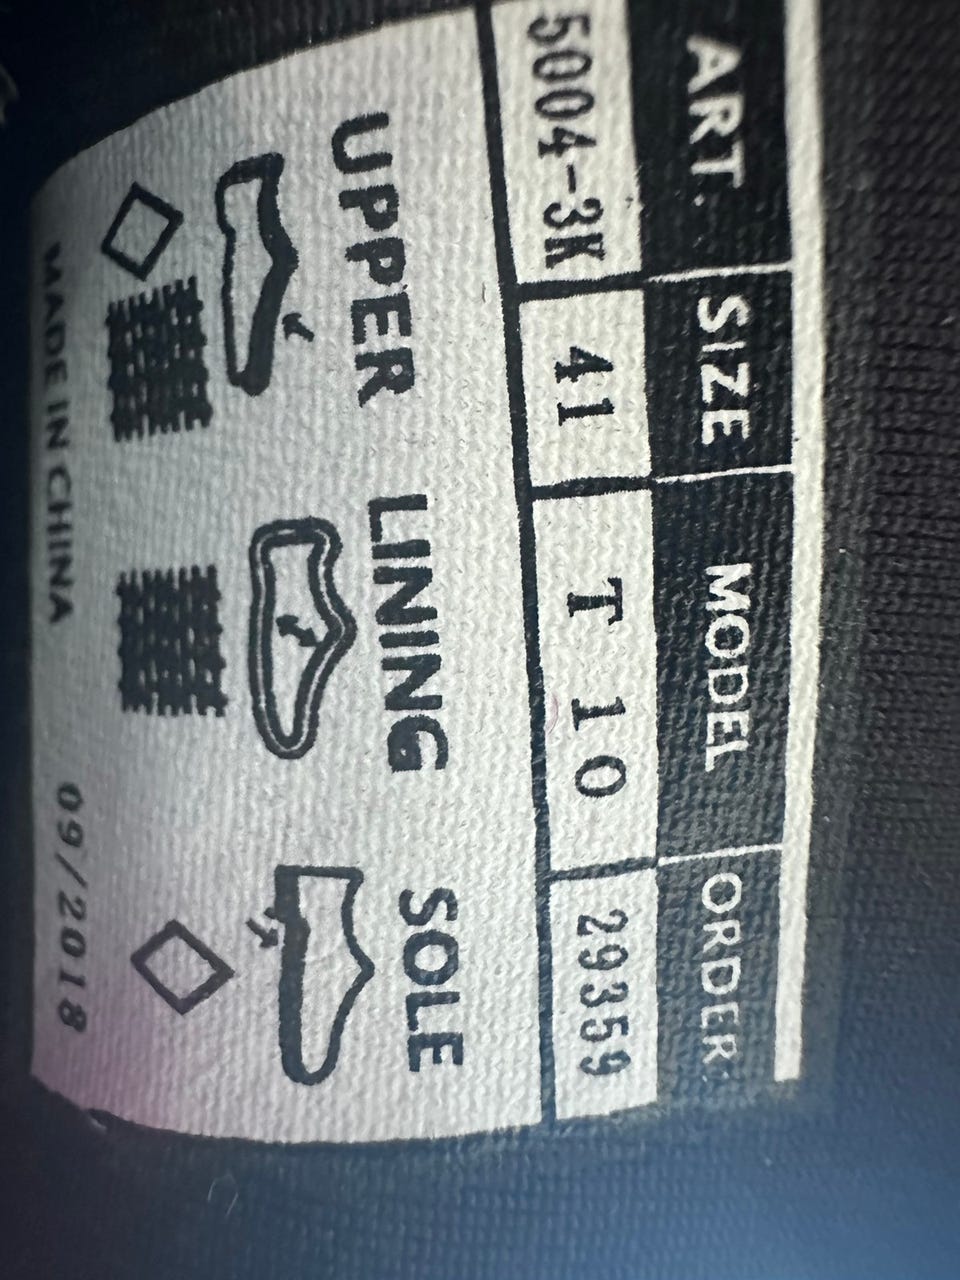 ART. SIZE MODEL ORDER
5004-3K 41 T 10 29359
UPPER LINING SOLE
MADE IN CHINA 09/2018